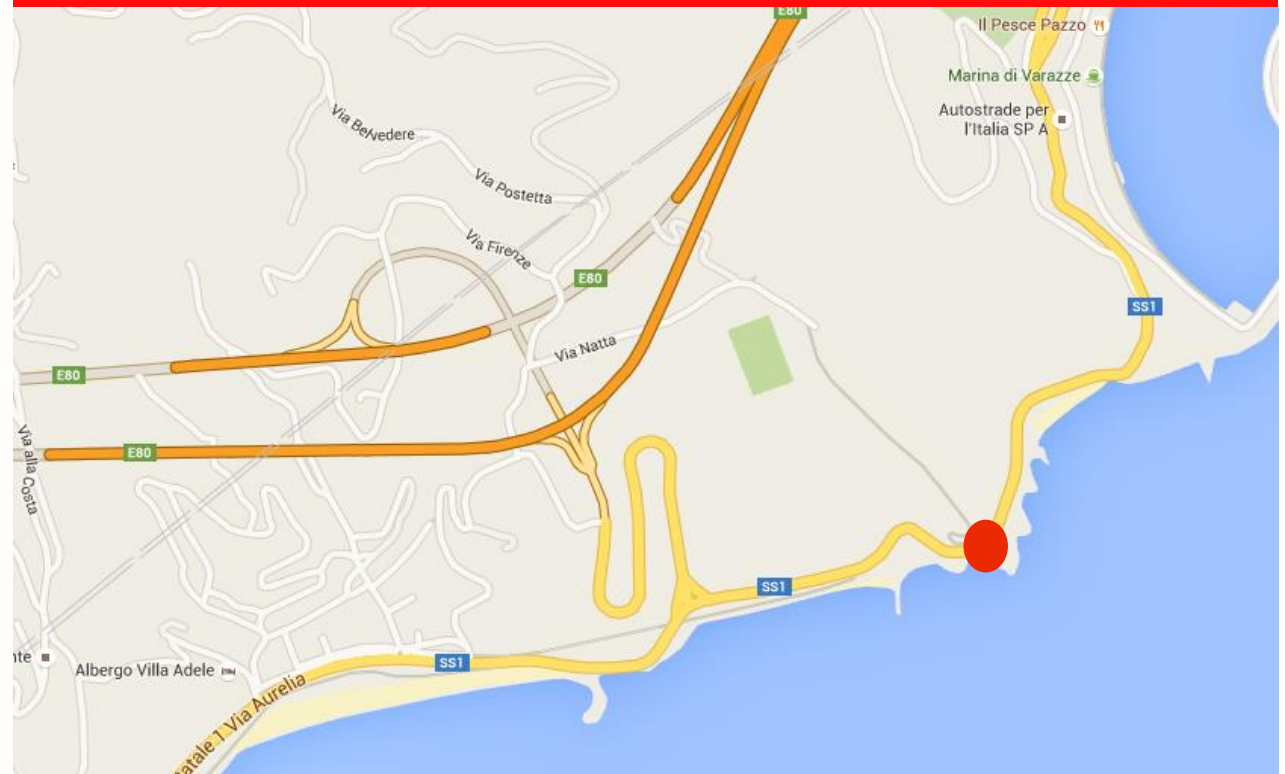 E80
Il Pesce Pazzo
Marina di Varazze
Autostrade per
l'Italia SP A
Via Belvedere
Via Postetta
Via Firenze
E80
SS1
Via Natta
E80
E80
Via alla Costa
SS1
SS1
Albergo Villa Adele
1 Via Aurelia